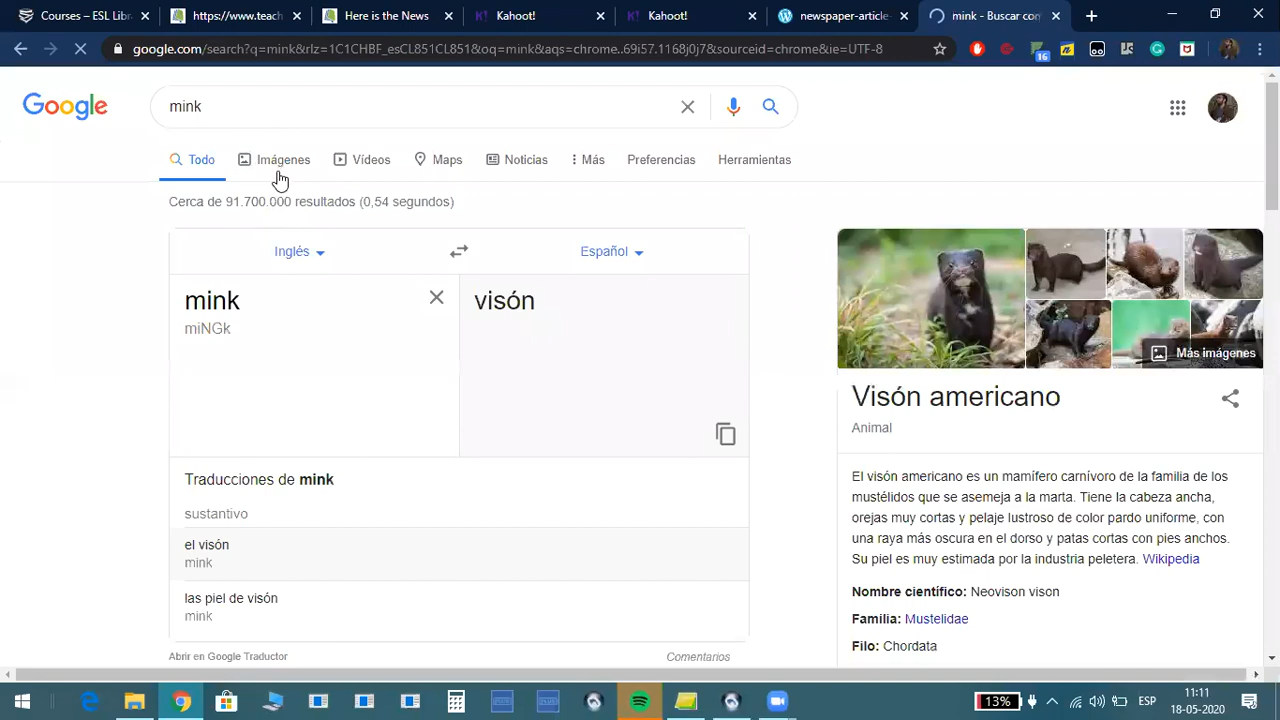 Courses – ESL Libr
https://www.teach
Here is the News
Kahoot!
Kahoot!
newspaper-article-
mink - Buscar con
google.com/search?q=mink&rlz=1C1CHBF_esCL851CL851&oq=mink&aqs=chrome..69i57.1168j0j7&sourceid=chrome&ie=UTF-8
16
Google
mink
Todo
Imágenes
Vídeos
Maps
Noticias
Más
Preferencias
Herramientas
Cerca de 91.700.000 resultados (0,54 segundos)
Inglés
Español
mink
miNGk
visón
Traducciones de mink
sustantivo
el visón
mink
las piel de visón
mink
Abrir en Google Traductor
Comentarios
Más imágenes
Visón americano
Animal
El visón americano es un mamífero carnívoro de la familia de los
mustélidos que se asemeja a la marta. Tiene la cabeza ancha,
orejas muy cortas y pelaje lustroso de color pardo uniforme, con
una raya más oscura en el dorso y patas cortas con pies anchos.
Su piel es muy estimada por la industria peletera. Wikipedia
Nombre científico: Neovison vison
Familia: Mustelidae
Filo: Chordata
13%
ESP
11:11
18-05-2020